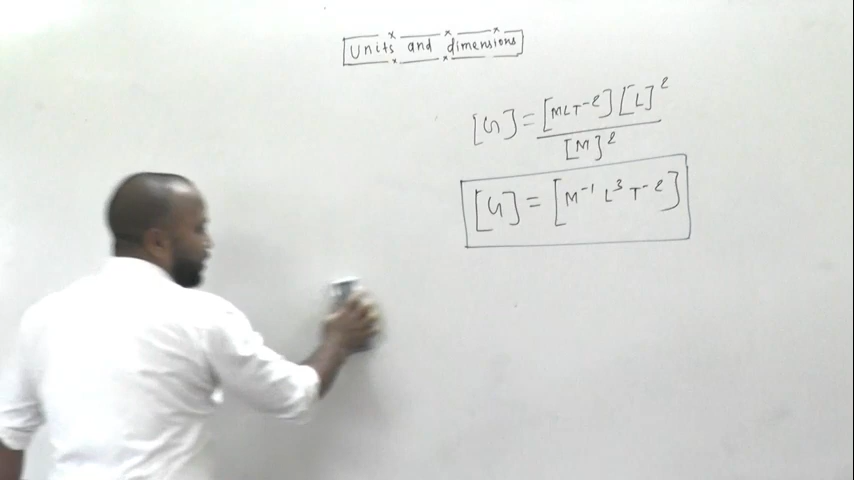 Units and dimensions
[G] = [MLT⁻²] [L]² / [M]²
[G] = [M⁻¹ L³ T⁻²]